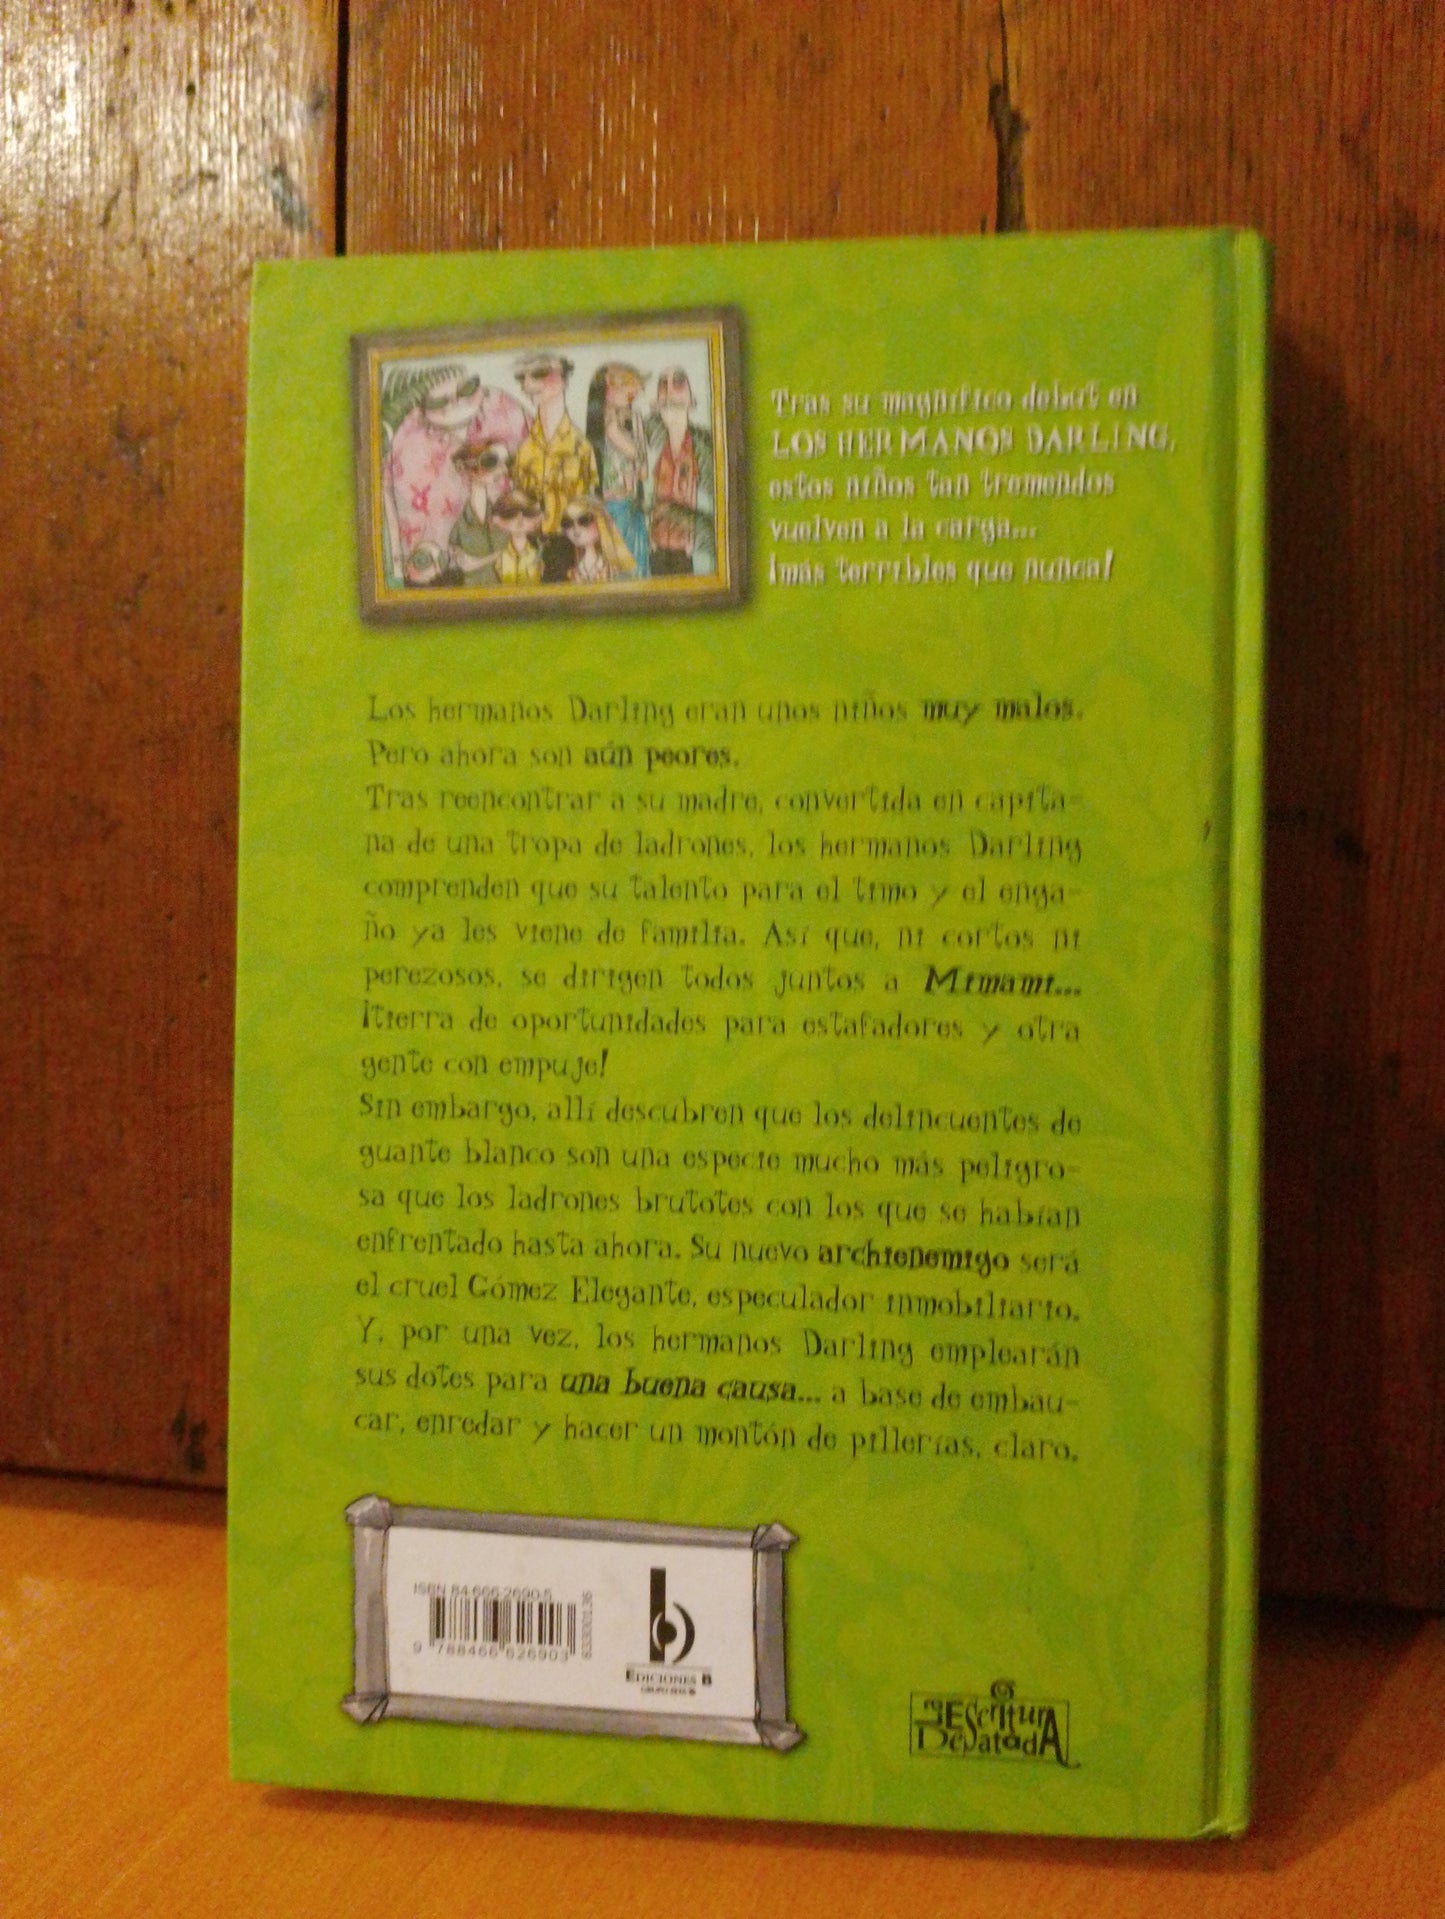 Tras su magnífico debut en
LOS HERMANOS DARLING,
estos niños tan tremendos
vuelven a la carga...
¡más terribles que nunca!
Los hermanos Darling eran unos niños muy malos.
Pero ahora son aún peores.
Tras reencontrar a su madre, convertida en capita-
na de una tropa de ladrones, los hermanos Darling
comprenden que su talento para el timo y el enga-
ño ya les viene de familia. Así que, ni cortos ni
perezosos, se dirigen todos juntos a Mimami...
¡tierra de oportunidades para estafadores y otra
gente con empuje!
Sin embargo, allí descubren que los delincuentes de
guante blanco son una especie mucho más peligro-
sa que los ladrones brutotes con los que se habían
enfrentado hasta ahora. Su nuevo archienemigo será
el cruel Gómez Elegante, especulador inmobiliario.
Y, por una vez, los hermanos Darling emplearán
sus dotes para una buena causa... a base de embau-
car, enredar y hacer un montón de pillerías, claro.
ISBN 84-666-2690-5
9 788466 626903
b
EDICIONES B
GRUPO ZETA
La Escritura
Desatada